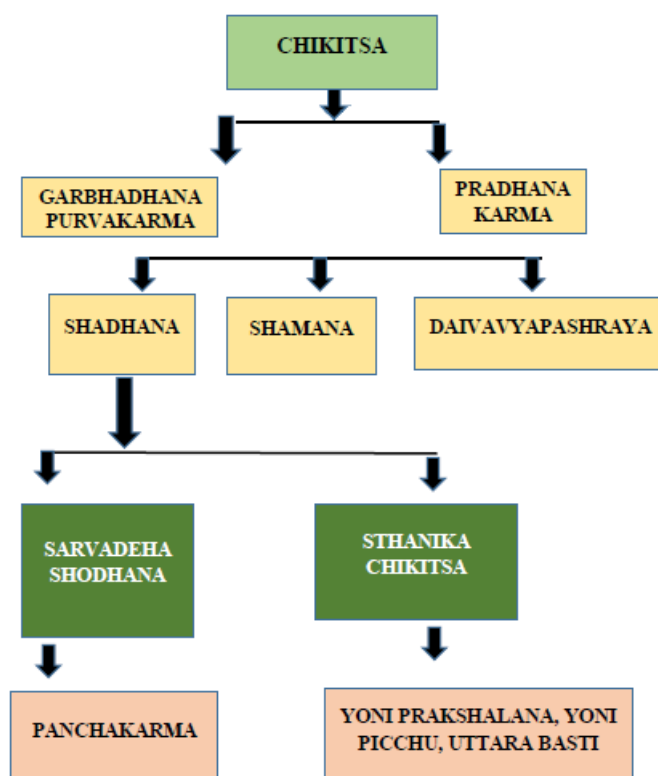 CHIKITSA
GARBHADHANA
PURVAKARMA
PRADHANA
KARMA
SHADHANA
SHAMANA
DAIVAVYAPASHRAYA
SARVADEHA
SHODHANA
STHANIKA
CHIKITSA
PANCHAKARMA
YONI PRAKSHALANA, YONI
PICCHU, UTTARA BASTI